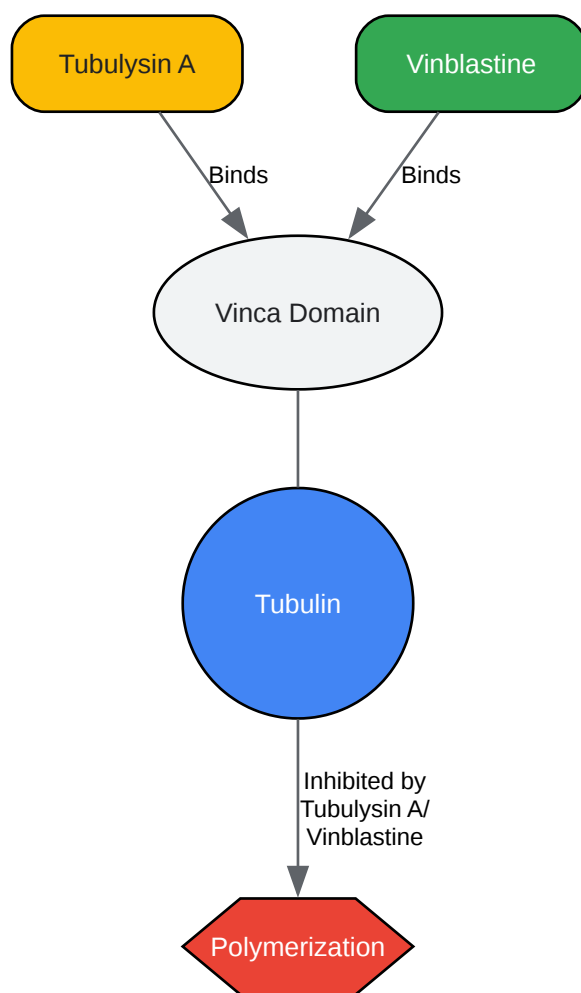 Tubulysin A
Vinblastine
Binds
Binds
Vinca Domain
Tubulin
Inhibited by
Tubulysin A/
Vinblastine
Polymerization